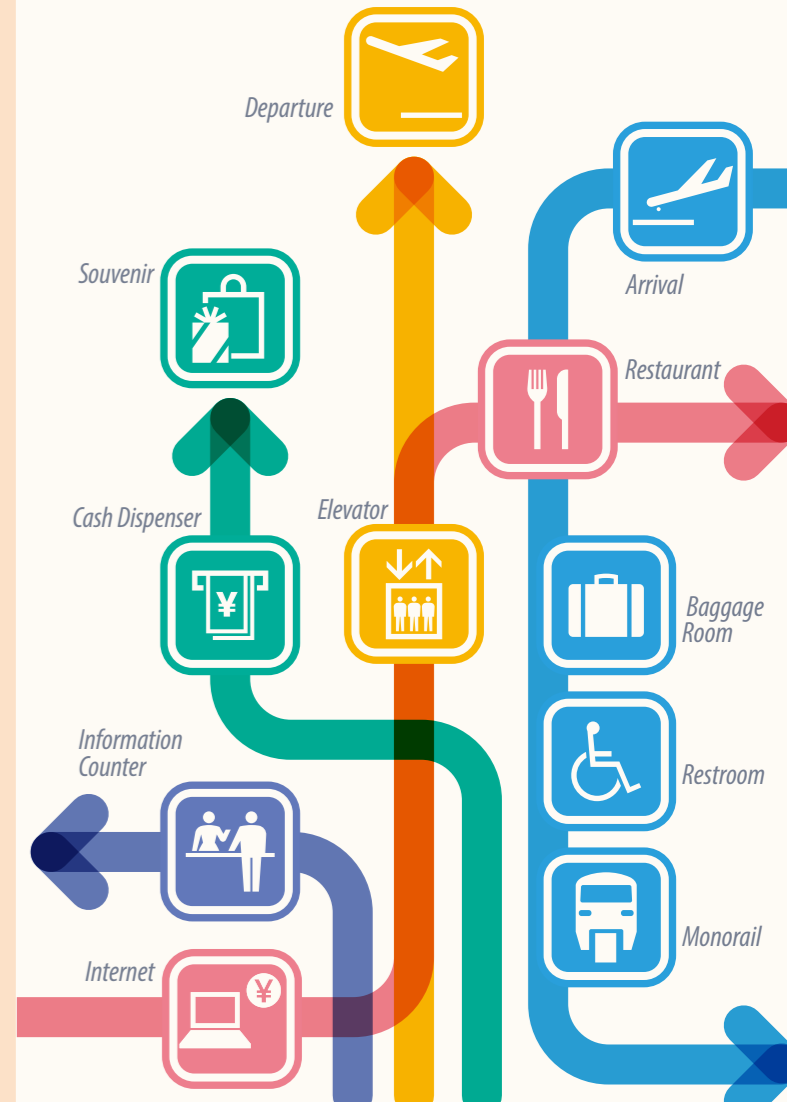 Departure
Souvenir
Arrival
Restaurant
Cash Dispenser
Elevator
¥
Baggage
Room
Information
Counter
Restroom
Monorail
Internet
¥